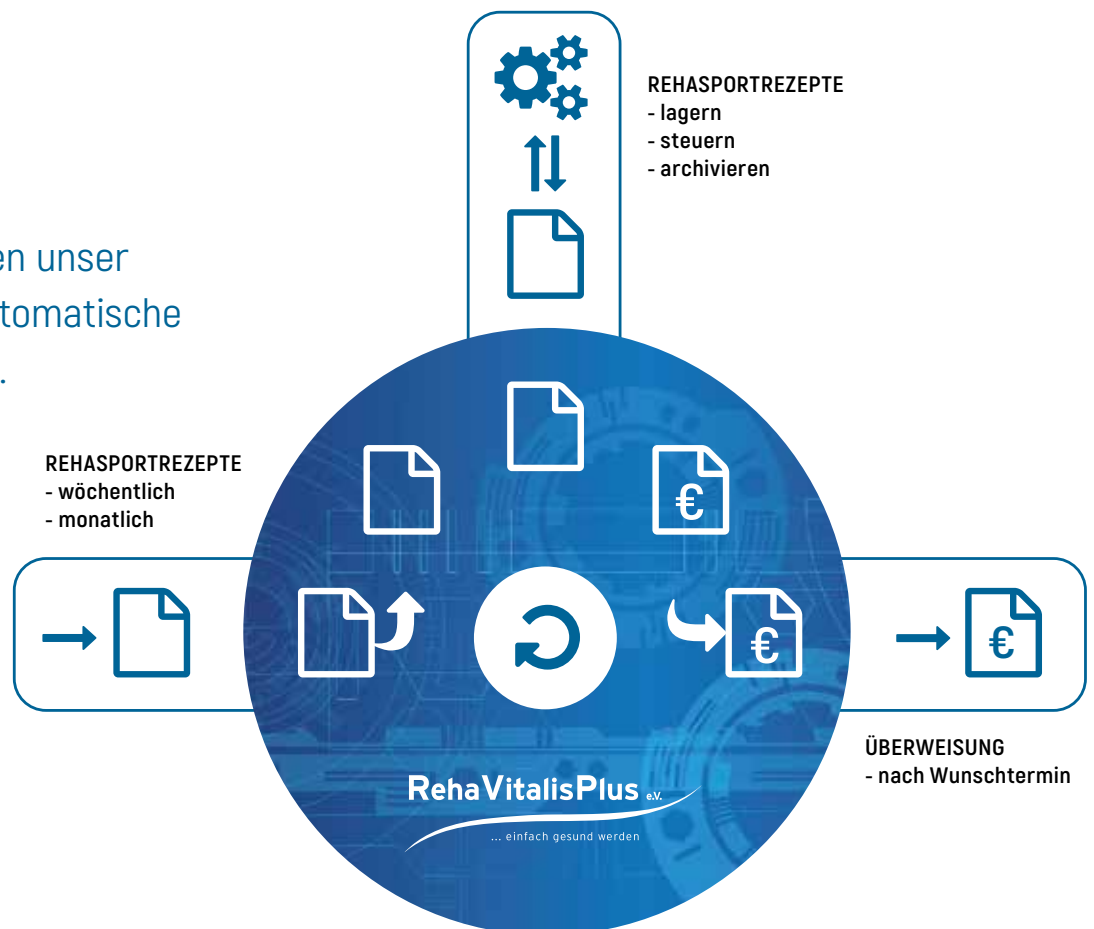 REHASPORTREZEPTE
- lagern
- steuern
- archivieren
en unser
tomatische
.
REHASPORTREZEPTE
- wöchentlich
- monatlich
€
€
€
ÜBERWEISUNG
- nach Wunschtermin
RehaVitalisPlus e.V.
... einfach gesund werden